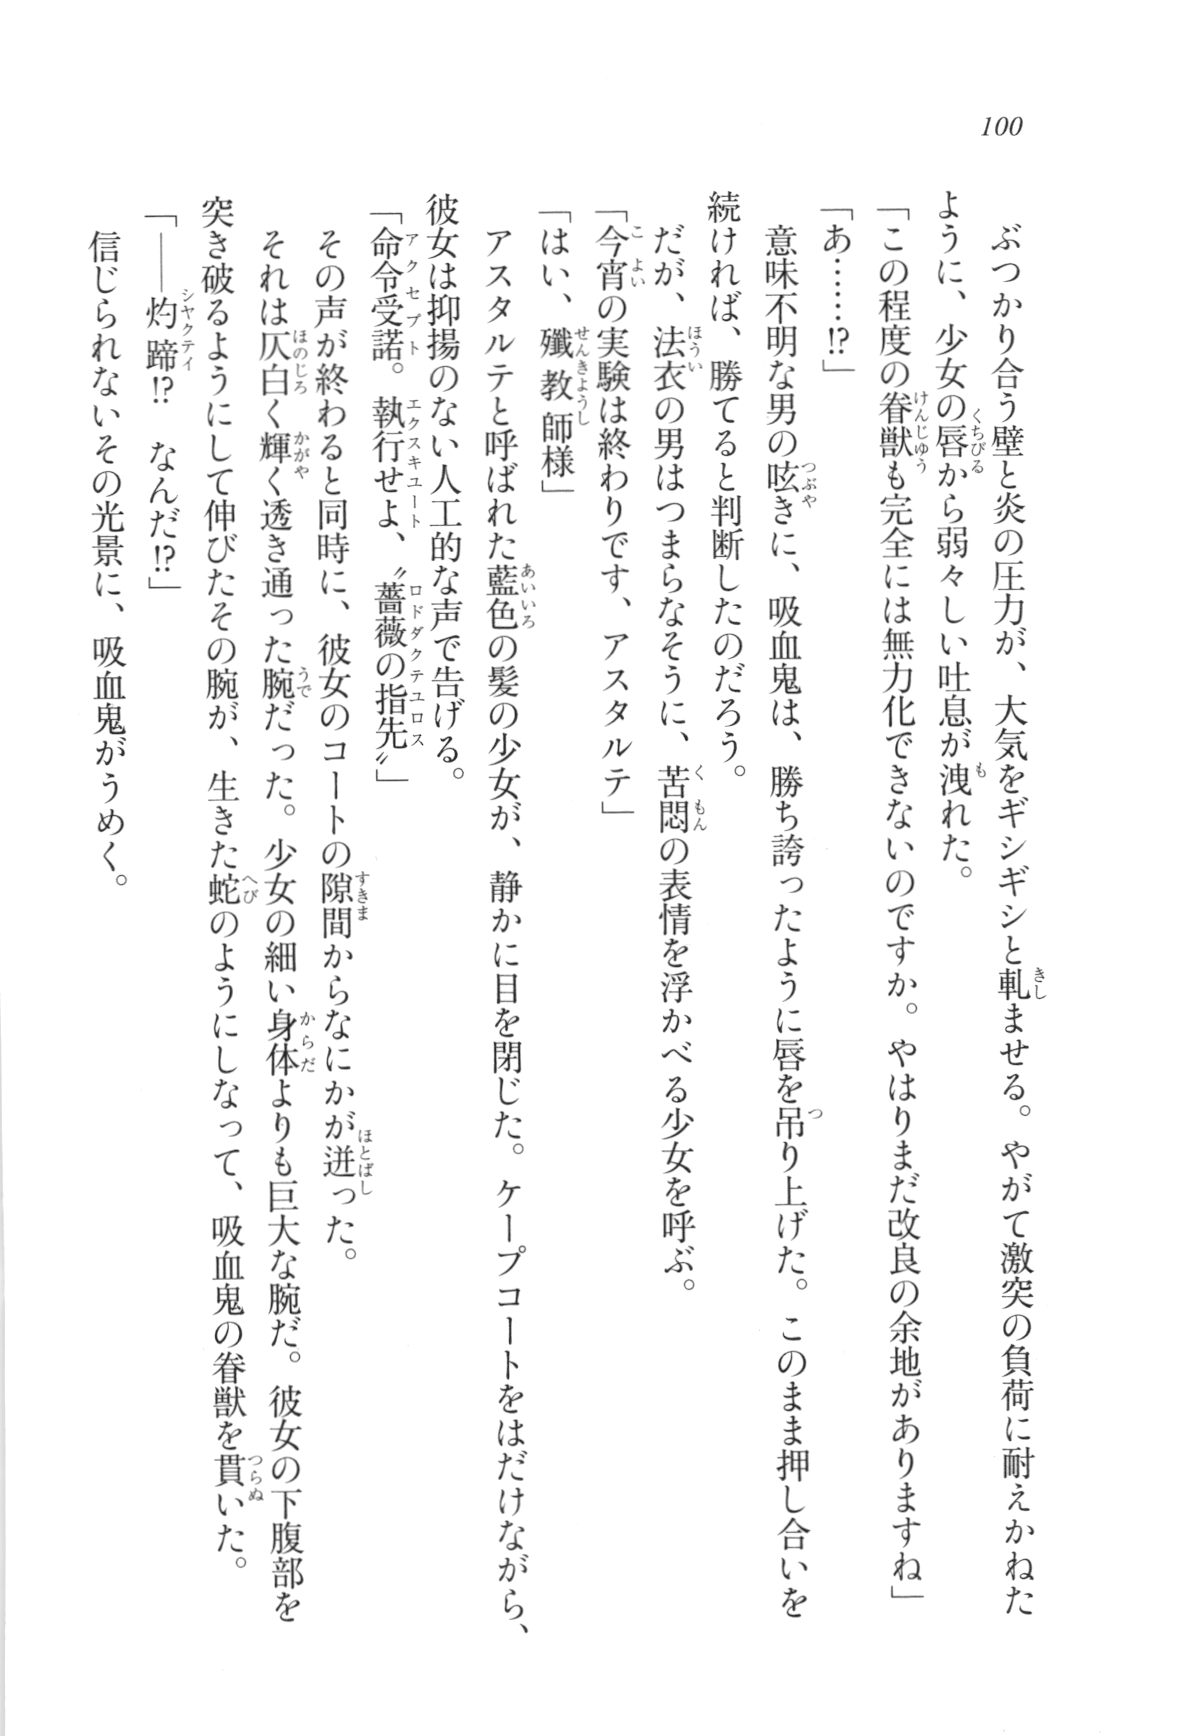 100
ぶつかり合う壁と炎の圧力が、大気をギシギシと軋ませる。やがて激突の負荷に耐えかねた
ように、少女の唇から弱々しい吐息が洩れた。
「この程度の眷獣も完全には無力化できないのですか。やはりまだ改良の余地がありますね」
「あ……!?」
意味不明な男の呟きに、吸血鬼は、勝ち誇ったように唇を吊り上げた。このまま押し合いを
続ければ、勝てると判断したのだろう。
だが、法衣の男はつまらなそうに、苦悶の表情を浮かべる少女を呼ぶ。
「今宵の実験は終わりです、アスタルテ」
「はい、殲教師様」
アスタルテと呼ばれた藍色の髪の少女が、静かに目を閉じた。ケープコートをはだけながら、
彼女は抑揚のない人工的な声で告げる。
「命令受諾。執行せよ、〝薔薇の指先〟」
その声が終わると同時に、彼女のコートの隙間からなにかが迸った。
それは仄白く輝く透き通った腕だった。少女の細い身体よりも巨大な腕だ。彼女の下腹部を
突き破るようにして伸びたその腕が、生きた蛇のようにしなって、吸血鬼の眷獣を貫いた。
「――灼蹄!?　なんだ!?」
信じられないその光景に、吸血鬼がうめく。